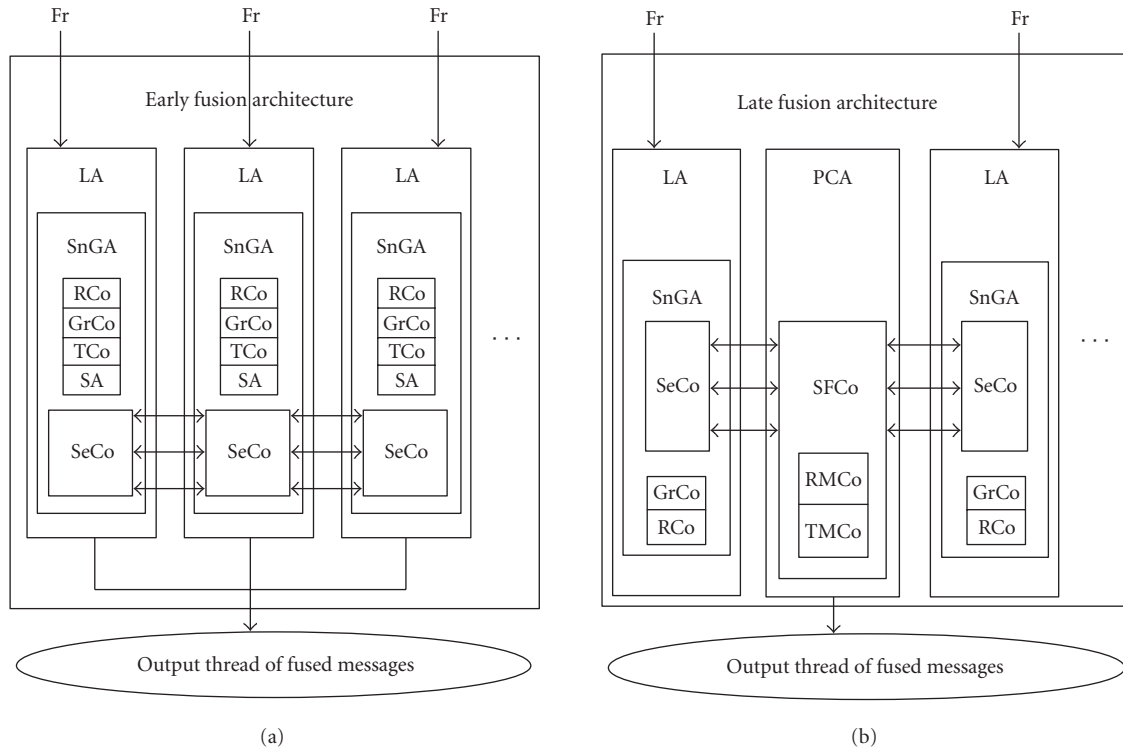 Fr Fr Fr
Early fusion architecture
LA LA LA
SnGA SnGA SnGA
RCo RCo RCo
GrCo GrCo GrCo
TCo TCo TCo
SA SA SA
. . .
SeCo SeCo SeCo
Output thread of fused messages
(a)
Fr Fr
Late fusion architecture
LA PCA LA
SnGA SnGA
. . .
SeCo SFCo SeCo
RMCo
GrCo GrCo
TMCo
RCo RCo
Output thread of fused messages
(b)